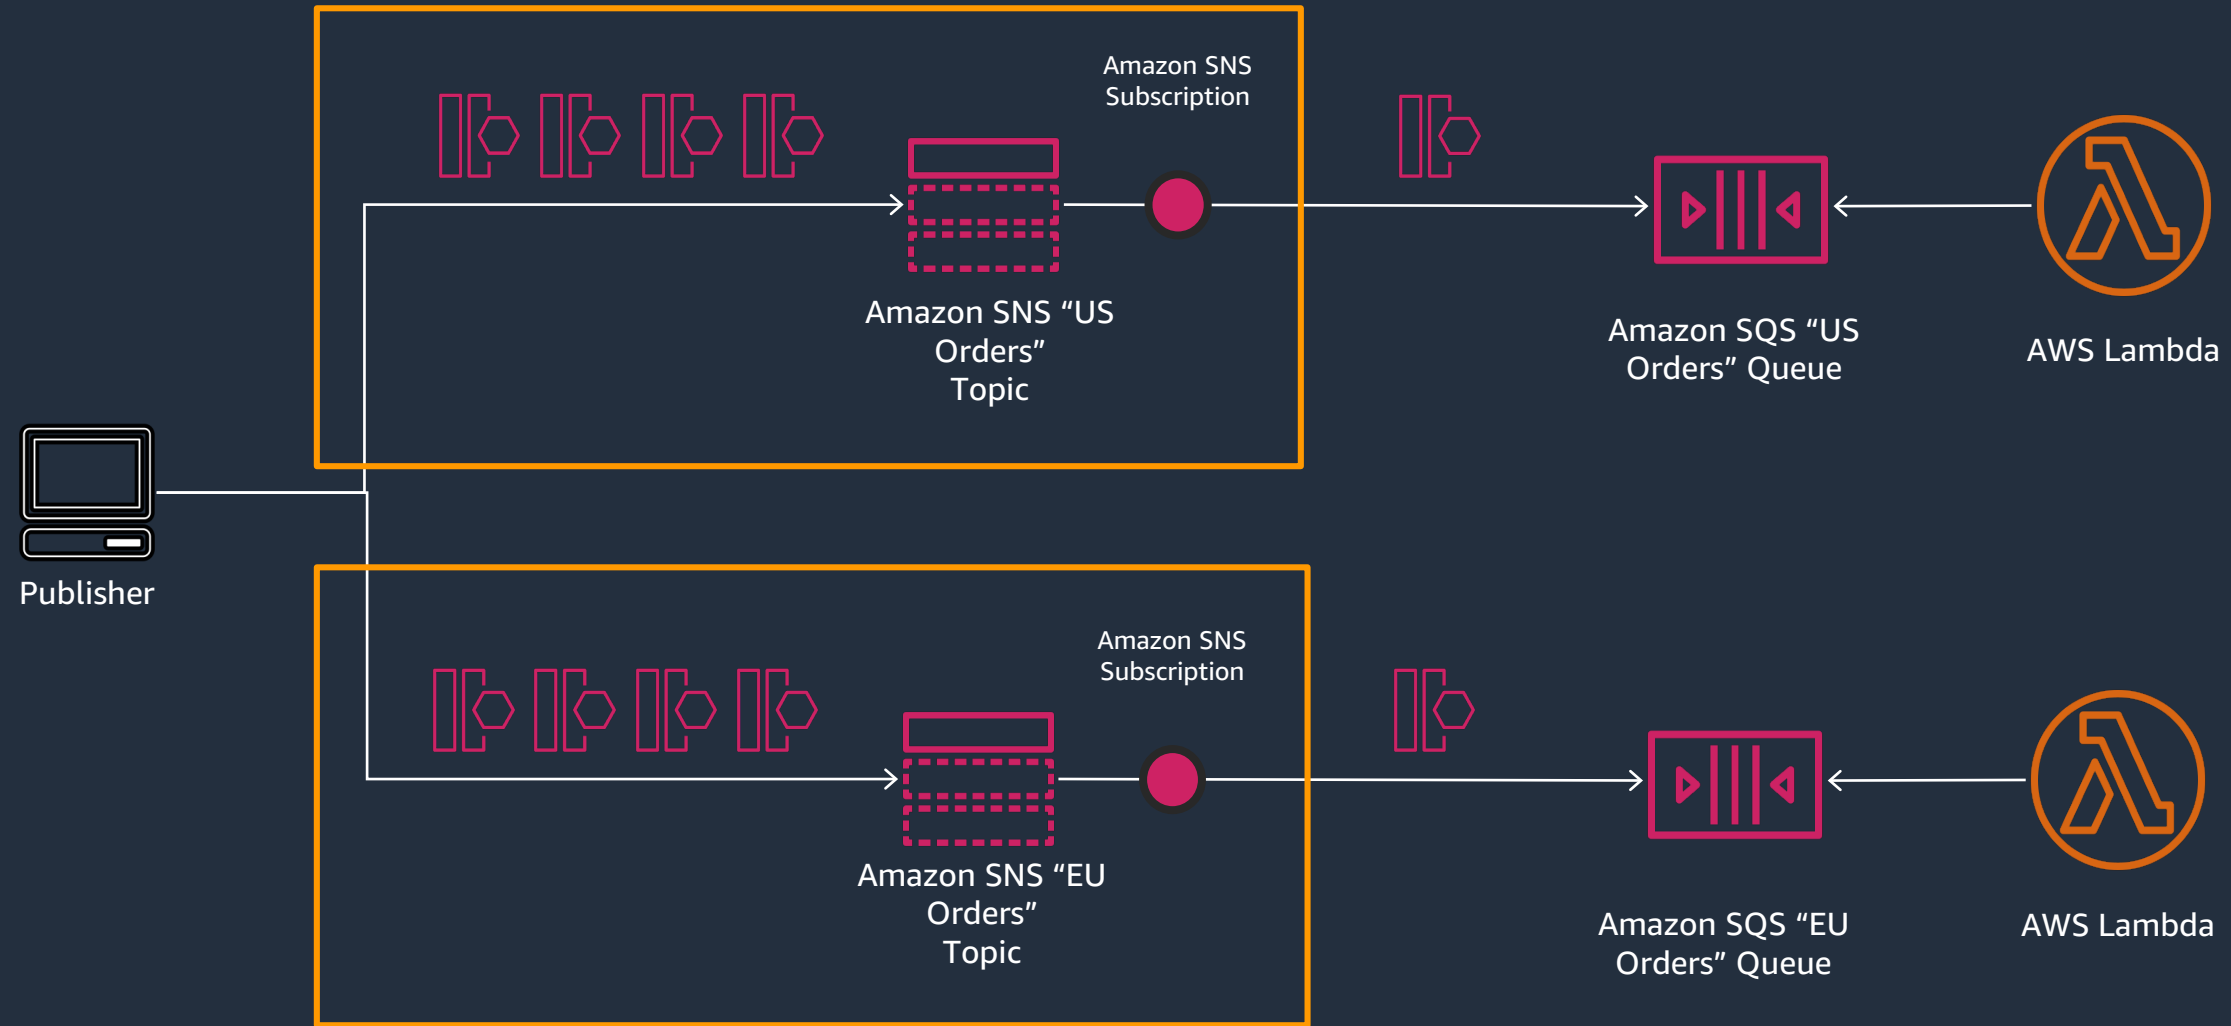 Amazon SNS
Subscription
Amazon SNS “US
Orders”
Topic
Amazon SQS “US
Orders” Queue
AWS Lambda
Publisher
Amazon SNS
Subscription
Amazon SNS “EU
Orders”
Topic
Amazon SQS “EU
Orders” Queue
AWS Lambda